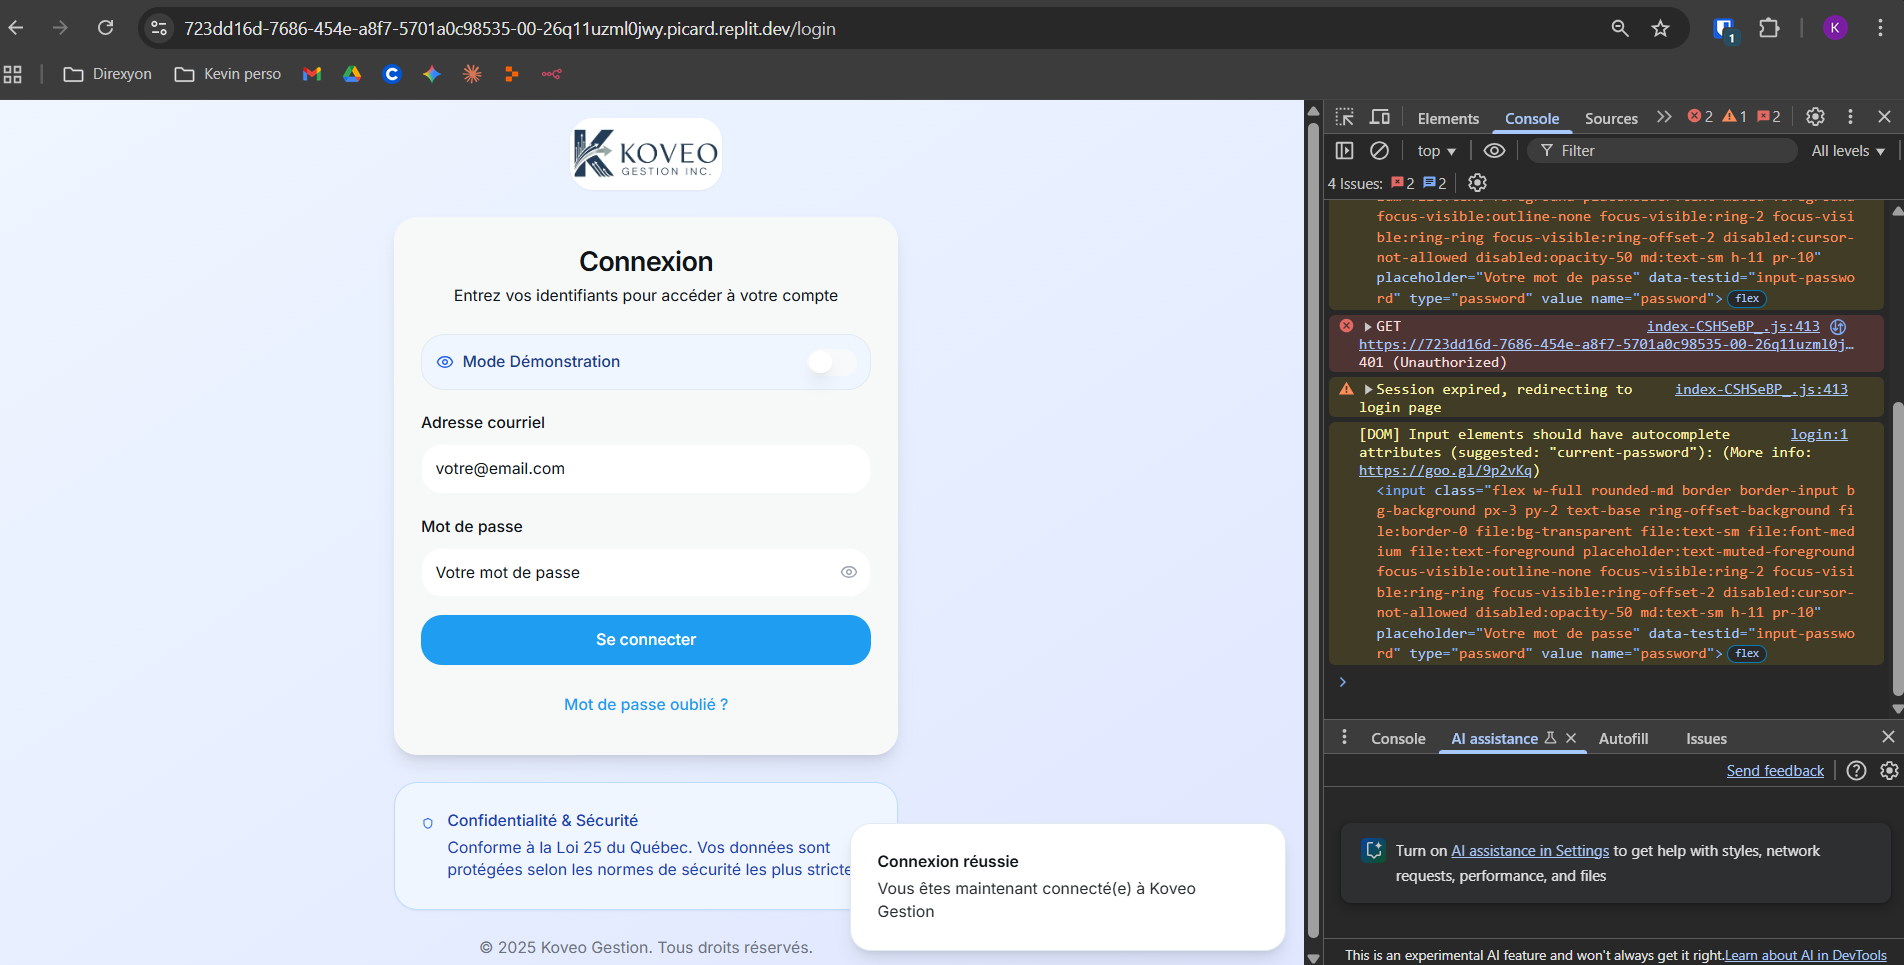 723dd16d-7686-454e-a8f7-5701a0c98535-00-26q11uzml0jwy.picard.replit.dev/login
1
K
Direxyon
Kevin perso
KOVEO
GESTION INC.
Connexion
Entrez vos identifiants pour accéder à votre compte
Mode Démonstration
Adresse courriel
votre@email.com
Mot de passe
Votre mot de passe
Se connecter
Mot de passe oublié ?
Confidentialité & Sécurité
Conforme à la Loi 25 du Québec. Vos données sont
protégées selon les normes de sécurité les plus stricte
Connexion réussie
Vous êtes maintenant connecté(e) à Koveo
Gestion
© 2025 Koveo Gestion. Tous droits réservés.
Elements Console Sources 2 1 2
top Filter All levels
4 Issues: 2 2
focus-visible:outline-none focus-visible:ring-2 focus-visi
ble:ring-ring focus-visible:ring-offset-2 disabled:cursor-
not-allowed disabled:opacity-50 md:text-sm h-11 pr-10"
placeholder="Votre mot de passe" data-testid="input-passwo
rd" type="password" value name="password"> flex
GET index-CSHSeBP_.js:413
https://723dd16d-7686-454e-a8f7-5701a0c98535-00-26q11uzml0j…
401 (Unauthorized)
Session expired, redirecting to index-CSHSeBP_.js:413
login page
[DOM] Input elements should have autocomplete login:1
attributes (suggested: "current-password"): (More info:
https://goo.gl/9p2vKq)
<input class="flex w-full rounded-md border border-input b
g-background px-3 py-2 text-base ring-offset-background fi
le:border-0 file:bg-transparent file:text-sm file:font-med
ium file:text-foreground placeholder:text-muted-foreground
focus-visible:outline-none focus-visible:ring-2 focus-visi
ble:ring-ring focus-visible:ring-offset-2 disabled:cursor-
not-allowed disabled:opacity-50 md:text-sm h-11 pr-10"
placeholder="Votre mot de passe" data-testid="input-passwo
rd" type="password" value name="password"> flex
Console AI assistance Autofill Issues
Send feedback
Turn on AI assistance in Settings to get help with styles, network
requests, performance, and files
This is an experimental AI feature and won't always get it right. Learn about AI in DevTools